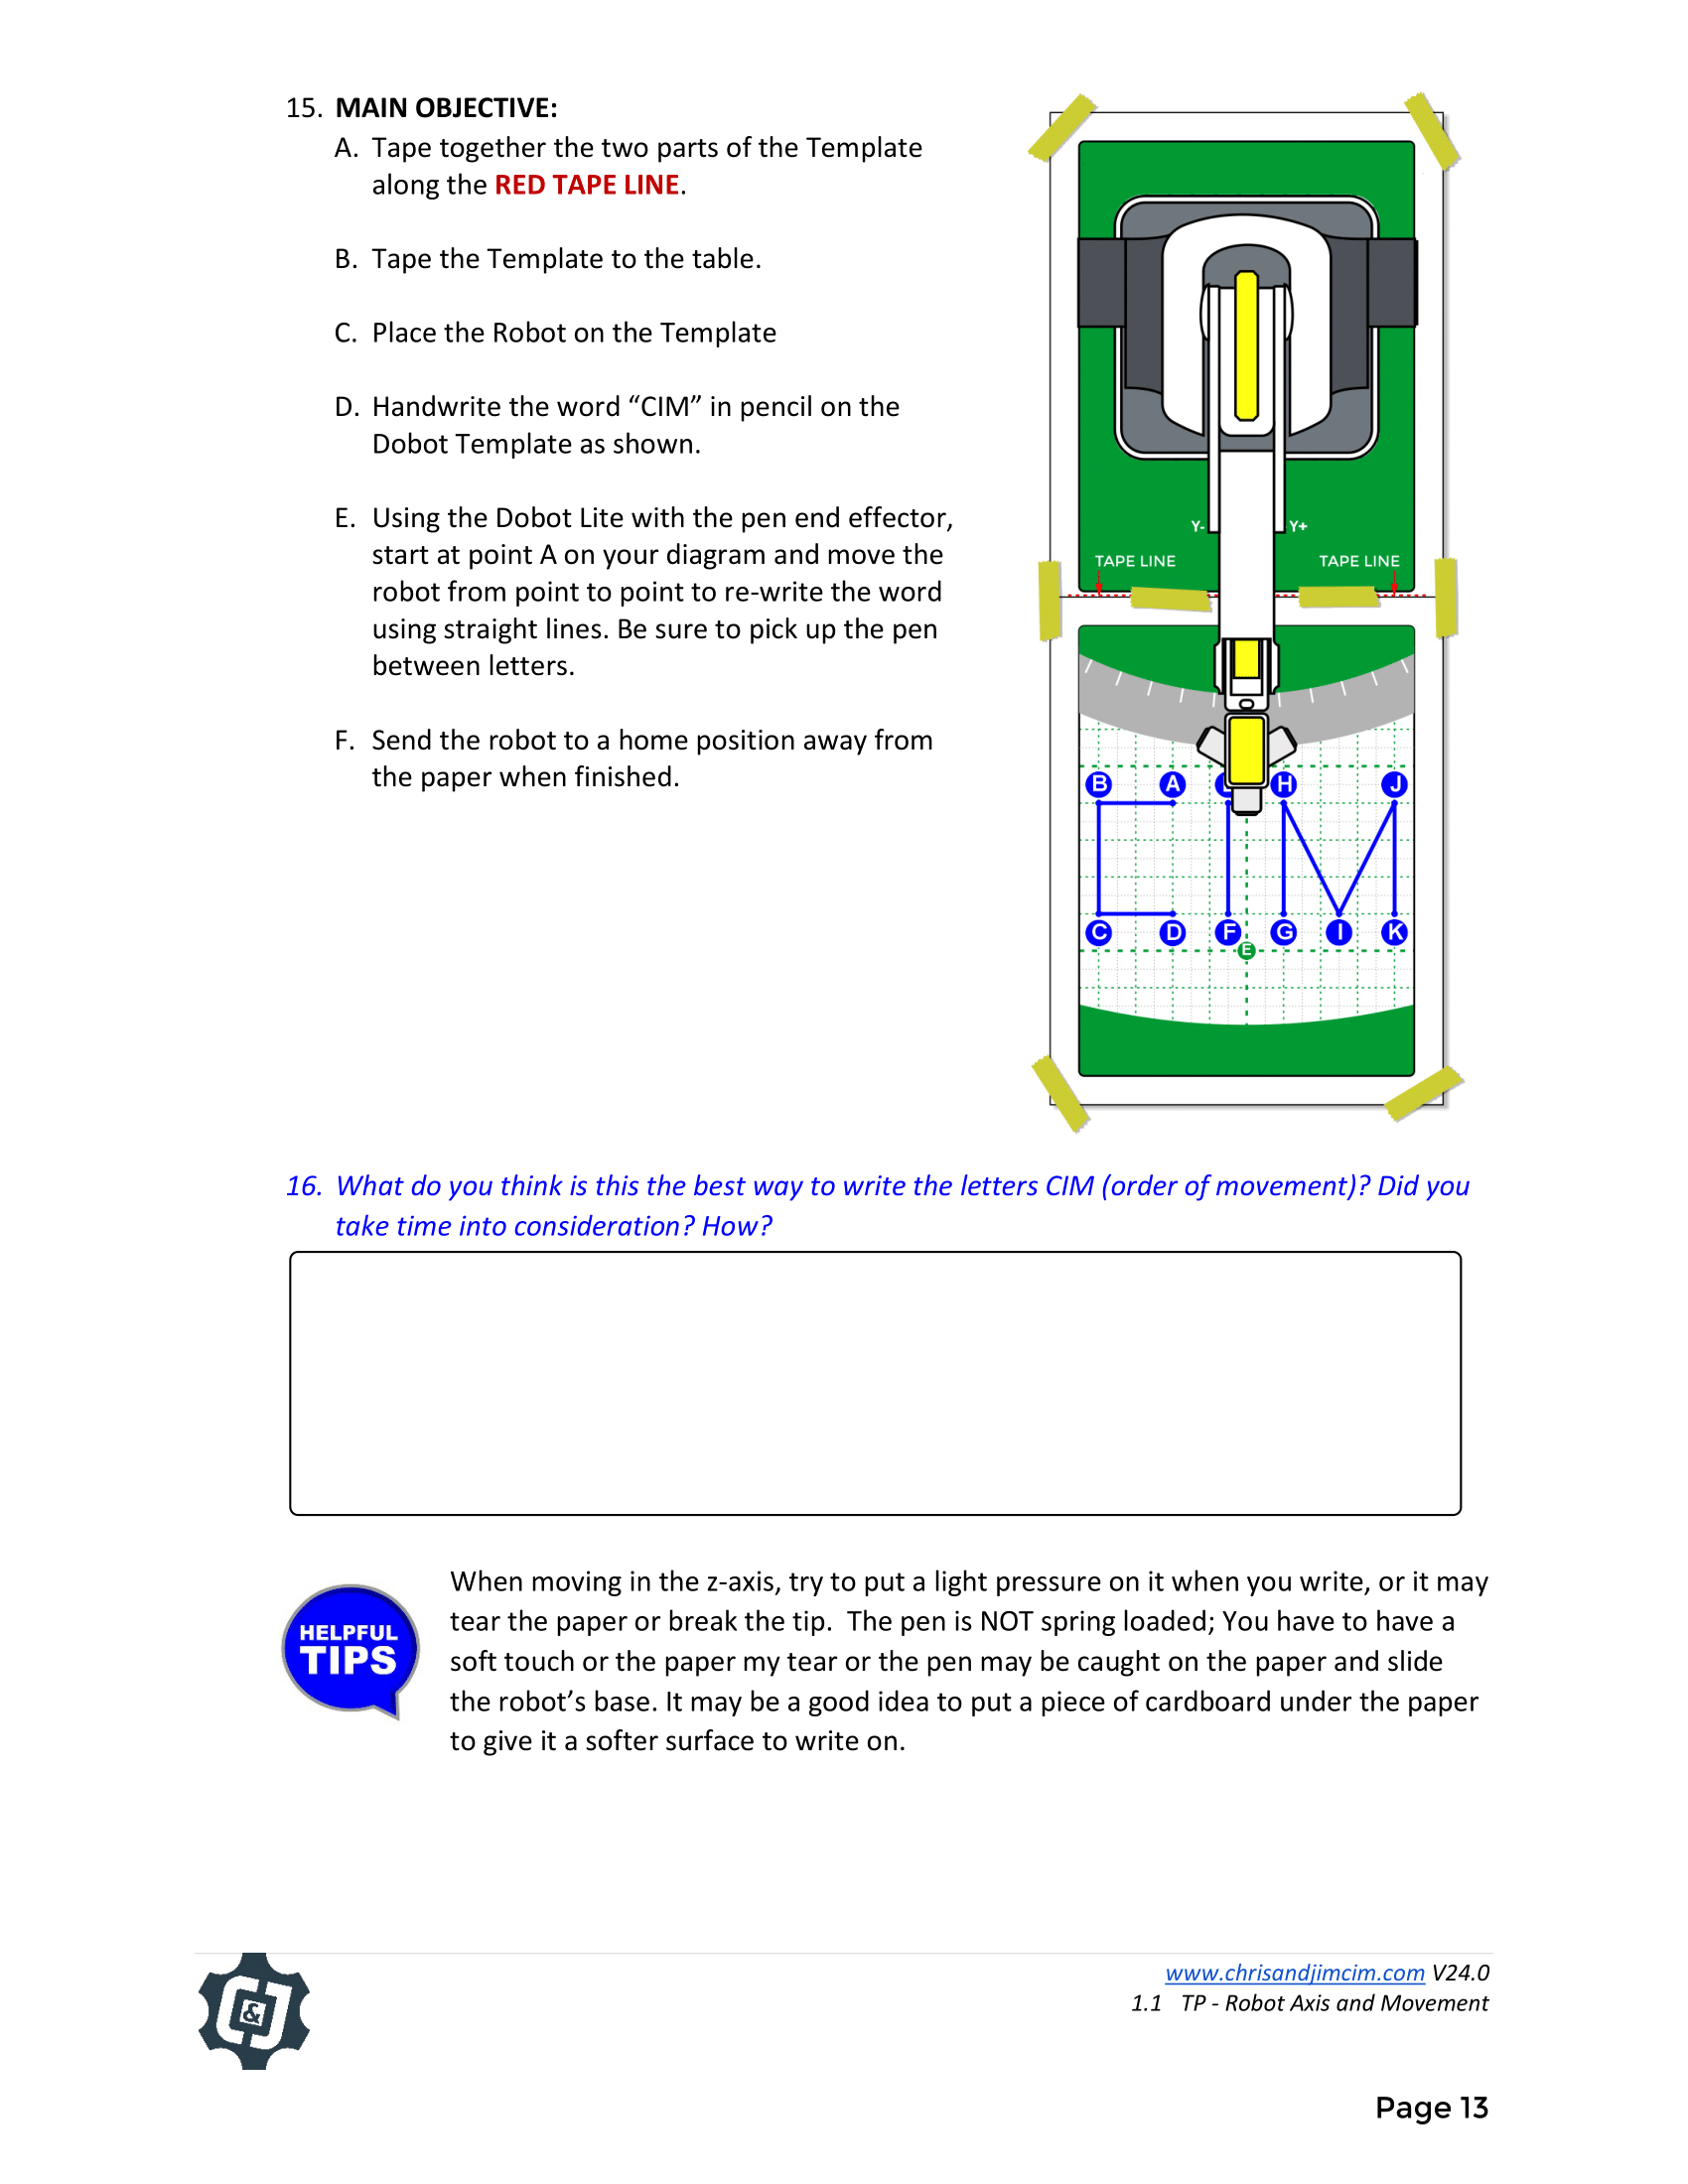 15. MAIN OBJECTIVE:
A. Tape together the two parts of the Template
along the RED TAPE LINE.
B. Tape the Template to the table.
C. Place the Robot on the Template
D. Handwrite the word “CIM” in pencil on the
Dobot Template as shown.
E. Using the Dobot Lite with the pen end effector,
start at point A on your diagram and move the
robot from point to point to re-write the word
using straight lines. Be sure to pick up the pen
between letters.
F. Send the robot to a home position away from
the paper when finished.
Y- Y+
TAPE LINE TAPE LINE
B A H J
C D F G I K
E
16. What do you think is this the best way to write the letters CIM (order of movement)? Did you
take time into consideration? How?
HELPFUL
TIPS
When moving in the z-axis, try to put a light pressure on it when you write, or it may
tear the paper or break the tip. The pen is NOT spring loaded; You have to have a
soft touch or the paper my tear or the pen may be caught on the paper and slide
the robot’s base. It may be a good idea to put a piece of cardboard under the paper
to give it a softer surface to write on.
C&J
www.chrisandjimcim.com V24.0
1.1 TP - Robot Axis and Movement
Page 13